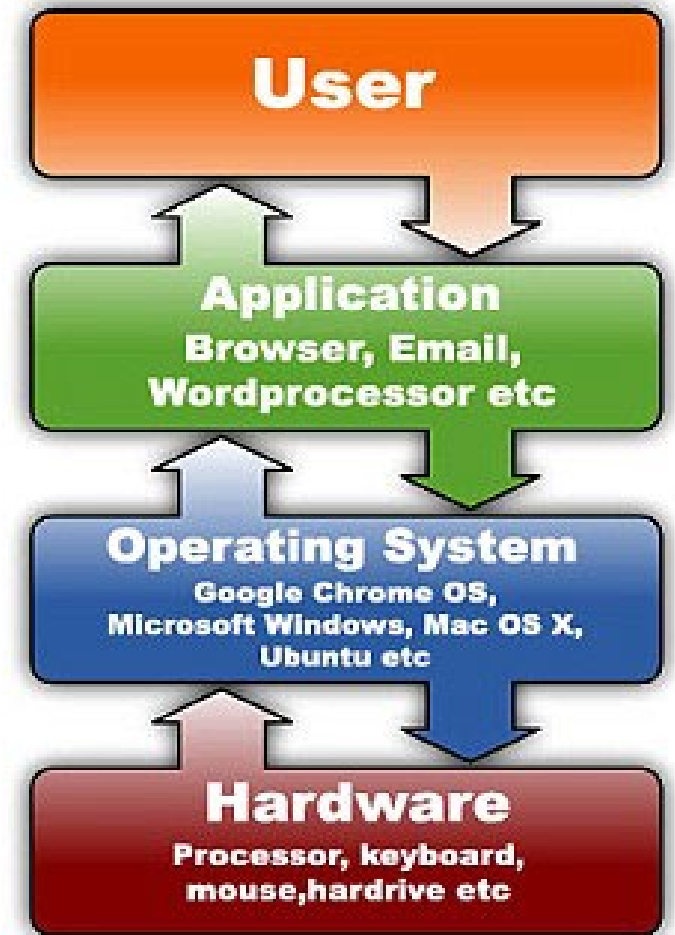 User
Application
Browser, Email,
Wordprocessor etc
Operating System
Google Chrome OS,
Microsoft Windows, Mac OS X,
Ubuntu etc
Hardware
Processor, keyboard,
mouse,hardrive etc